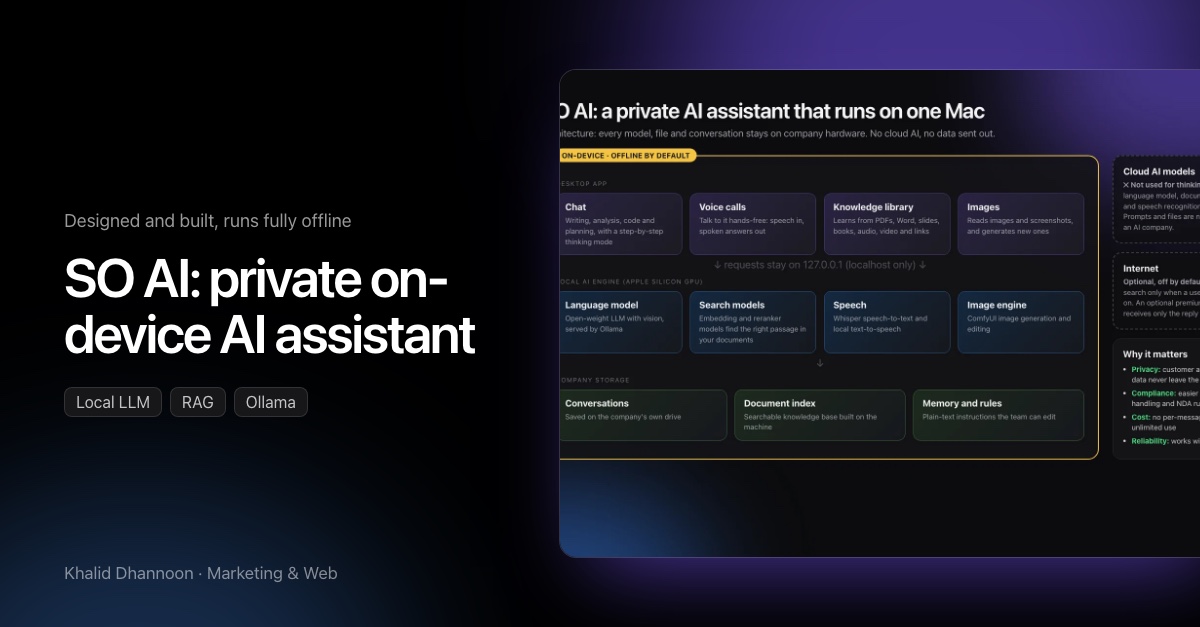 Designed and built, runs fully offline
SO AI: private on-
device AI assistant
Local LLM
RAG
Ollama
Khalid Dhannoon · Marketing & Web
O AI: a private AI assistant that runs on one Mac
itecture: every model, file and conversation stays on company hardware. No cloud AI, no data sent out.
ON-DEVICE · OFFLINE BY DEFAULT
ESKTOP APP
Chat
Writing, analysis, code and
planning, with a step-by-step
thinking mode
Voice calls
Talk to it hands-free: speech in,
spoken answers out
Knowledge library
Learns from PDFs, Word, slides,
books, audio, video and links
Images
Reads images and screenshots,
and generates new ones
↓ requests stay on 127.0.0.1 (localhost only) ↓
OCAL AI ENGINE (APPLE SILICON GPU)
Language model
Open-weight LLM with vision,
served by Ollama
Search models
Embedding and reranker
models find the right passage in
your documents
Speech
Whisper speech-to-text and
local text-to-speech
Image engine
ComfyUI image generation and
editing
↓
OMPANY STORAGE
Conversations
Saved on the company's own drive
Document index
Searchable knowledge base built on the
machine
Memory and rules
Plain-text instructions the team can edit
Cloud AI models
✕ Not used for thinkin
language model, docum
and speech recognition
Prompts and files are n
an AI company.
Internet
Optional, off by defau
search only when a use
on. An optional premiu
receives only the reply
Why it matters
• Privacy: customer a
data never leave the
• Compliance: easier
handling and NDA ru
• Cost: no per-messag
unlimited use
• Reliability: works wi